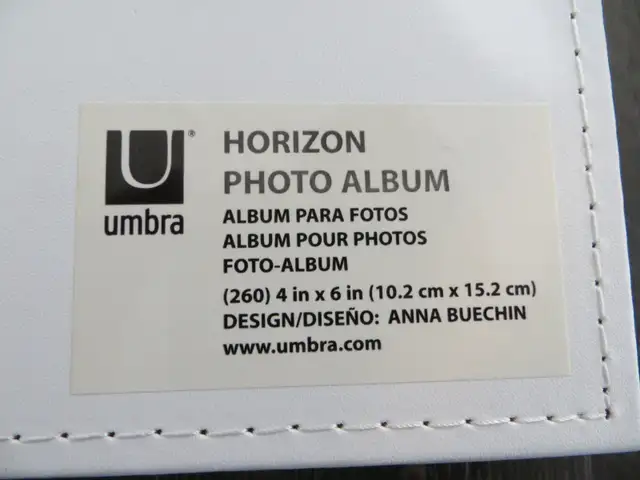 U®
umbra
HORIZON
PHOTO ALBUM
ALBUM PARA FOTOS
ALBUM POUR PHOTOS
FOTO-ALBUM
(260) 4 in x 6 in (10.2 cm x 15.2 cm)
DESIGN/DISEÑO: ANNA BUECHIN
www.umbra.com